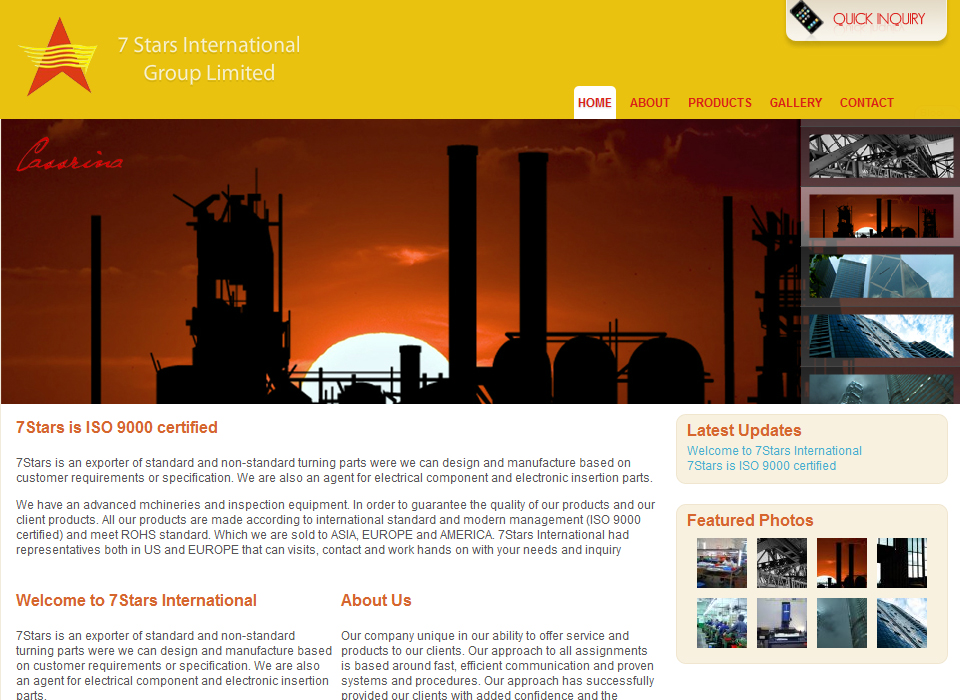 7 Stars International
Group Limited
QUICK INQUIRY
HOME
ABOUT
PRODUCTS
GALLERY
CONTACT
Cassrina
7Stars is ISO 9000 certified
7Stars is an exporter of standard and non-standard turning parts were we can design and manufacture based on
customer requirements or specification. We are also an agent for electrical component and electronic insertion parts.
We have an advanced mchineries and inspection equipment. In order to guarantee the quality of our products and our
client products. All our products are made according to international standard and modern management (ISO 9000
certified) and meet ROHS standard. Which we are sold to ASIA, EUROPE and AMERICA. 7Stars International had
representatives both in US and EUROPE that can visits, contact and work hands on with your needs and inquiry
Welcome to 7Stars International
7Stars is an exporter of standard and non-standard
turning parts were we can design and manufacture based
on customer requirements or specification. We are also
an agent for electrical component and electronic insertion
parts.
About Us
Our company unique in our ability to offer service and
products to our clients. Our approach to all assignments
is based around fast, efficient communication and proven
systems and procedures. Our approach has successfully
provided our clients with added confidence and the
Latest Updates
Welcome to 7Stars International
7Stars is ISO 9000 certified
Featured Photos